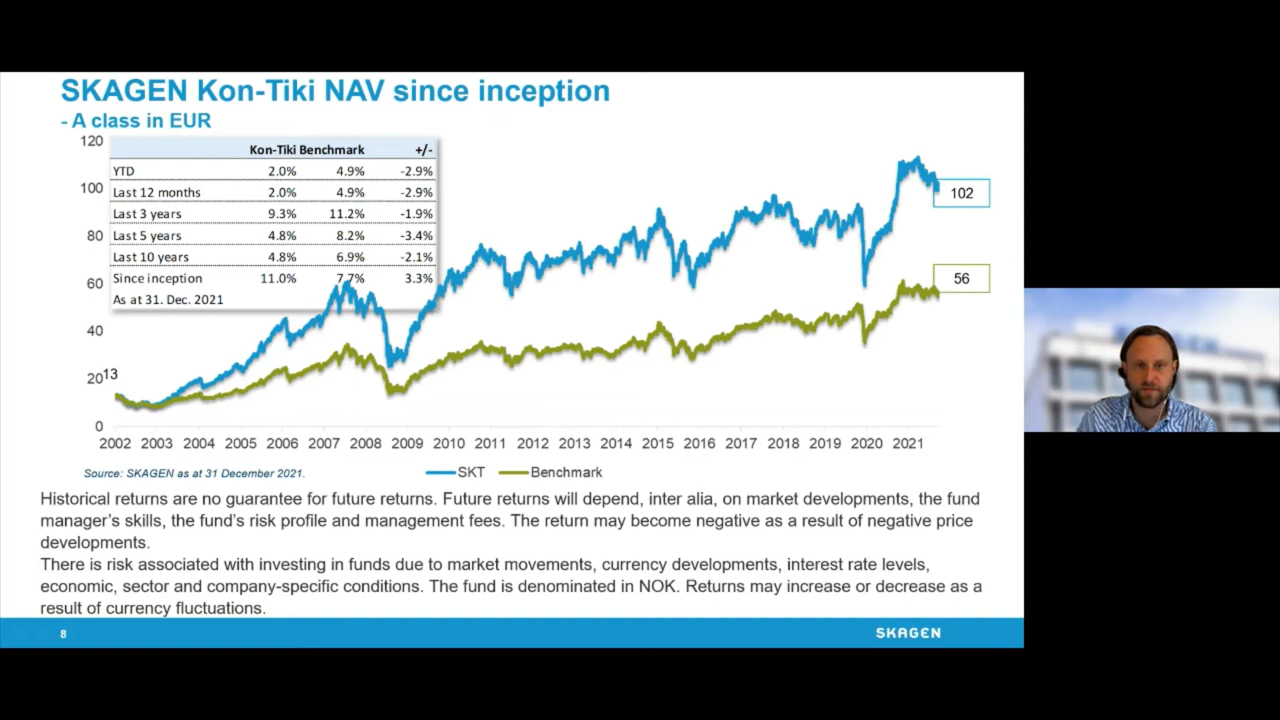 SKAGEN Kon-Tiki NAV since inception
- A class in EUR
120
100
80
60
40
20
0
Kon-Tiki Benchmark +/-
YTD 2.0% 4.9% -2.9%
Last 12 months 2.0% 4.9% -2.9%
Last 3 years 9.3% 11.2% -1.9%
Last 5 years 4.8% 8.2% -3.4%
Last 10 years 4.8% 6.9% -2.1%
Since inception 11.0% 7.7% 3.3%
As at 31. Dec. 2021
102
56
13
2002 2003 2004 2005 2006 2007 2008 2009 2010 2011 2012 2013 2014 2015 2016 2017 2018 2019 2020 2021
Source: SKAGEN as at 31 December 2021.
SKT Benchmark
Historical returns are no guarantee for future returns. Future returns will depend, inter alia, on market developments, the fund
manager's skills, the fund's risk profile and management fees. The return may become negative as a result of negative price
developments.
There is risk associated with investing in funds due to market movements, currency developments, interest rate levels,
economic, sector and company-specific conditions. The fund is denominated in NOK. Returns may increase or decrease as a
result of currency fluctuations.
8
SKAGEN